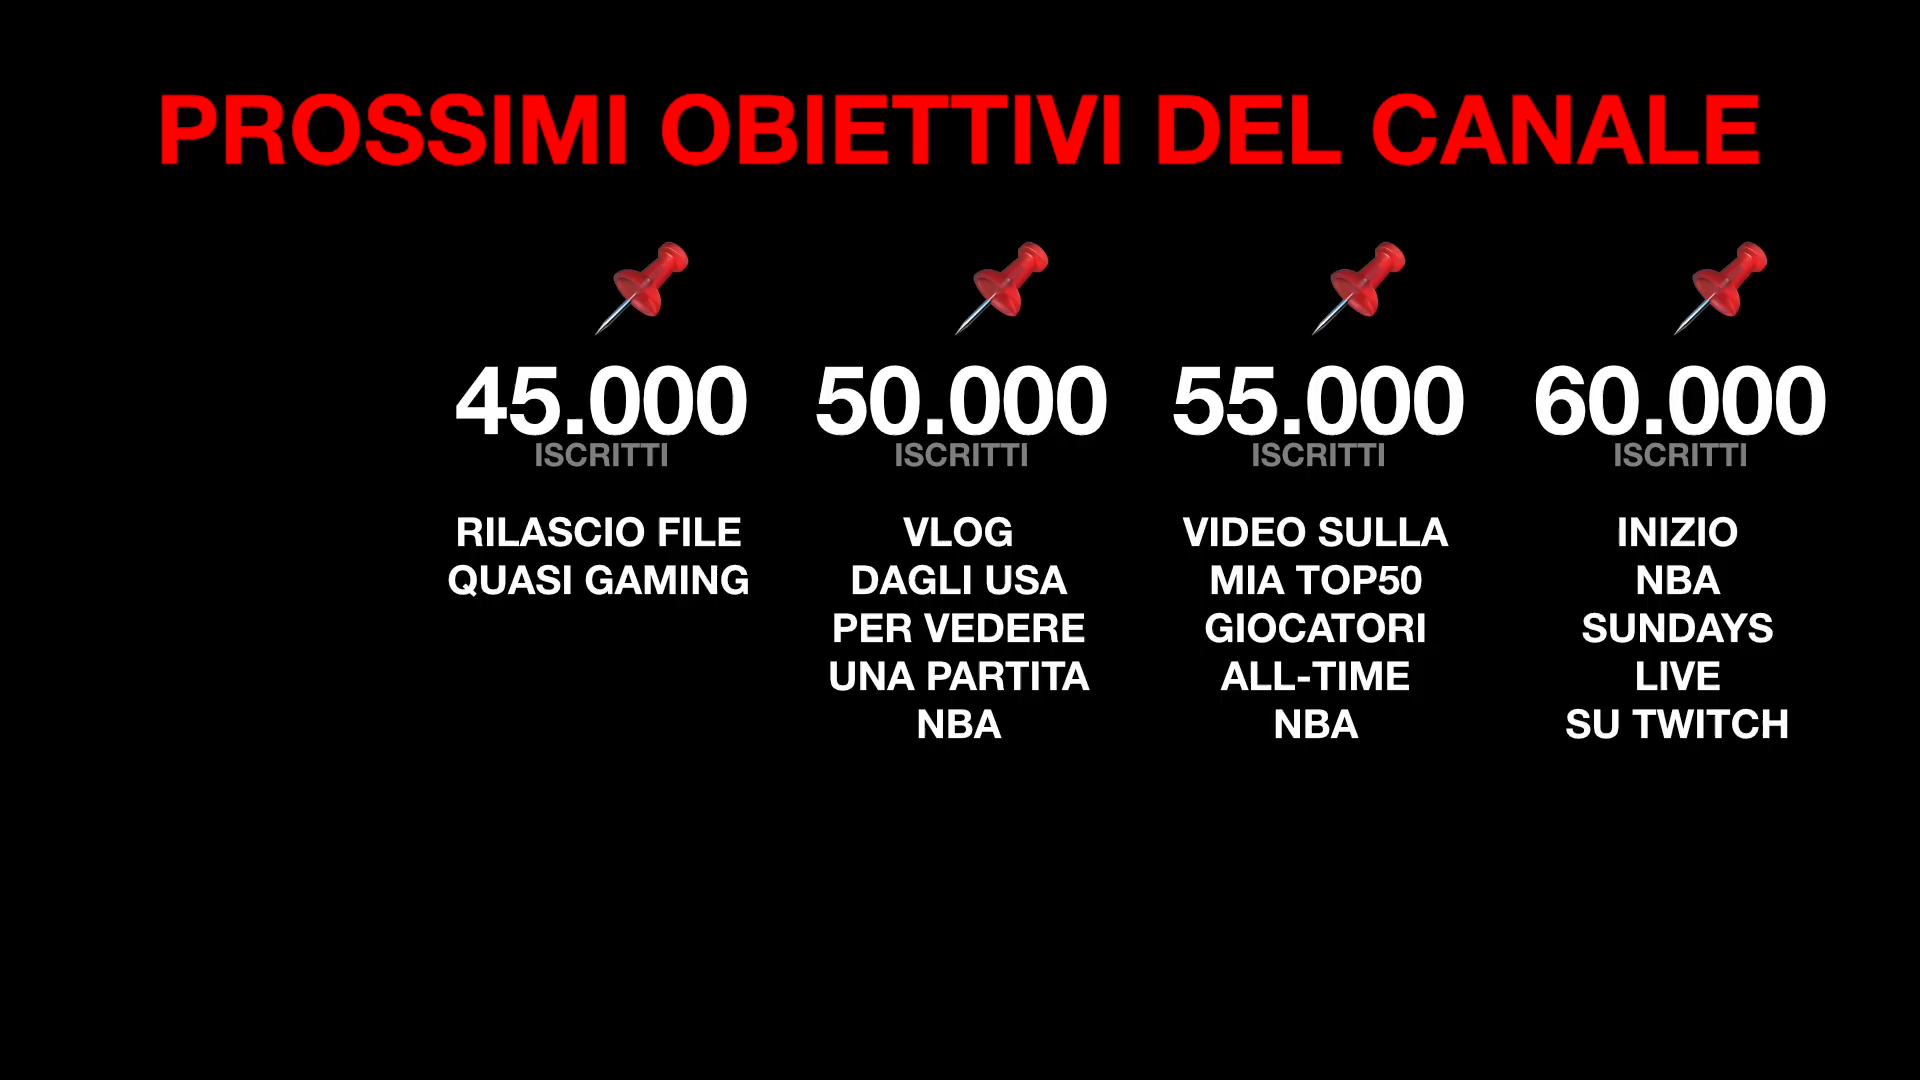 PROSSIMI OBIETTIVI DEL CANALE
45.000
ISCRITTI
RILASCIO FILE
QUASI GAMING
50.000
ISCRITTI
VLOG
DAGLI USA
PER VEDERE
UNA PARTITA
NBA
55.000
ISCRITTI
VIDEO SULLA
MIA TOP50
GIOCATORI
ALL-TIME
NBA
60.000
ISCRITTI
INIZIO
NBA
SUNDAYS
LIVE
SU TWITCH